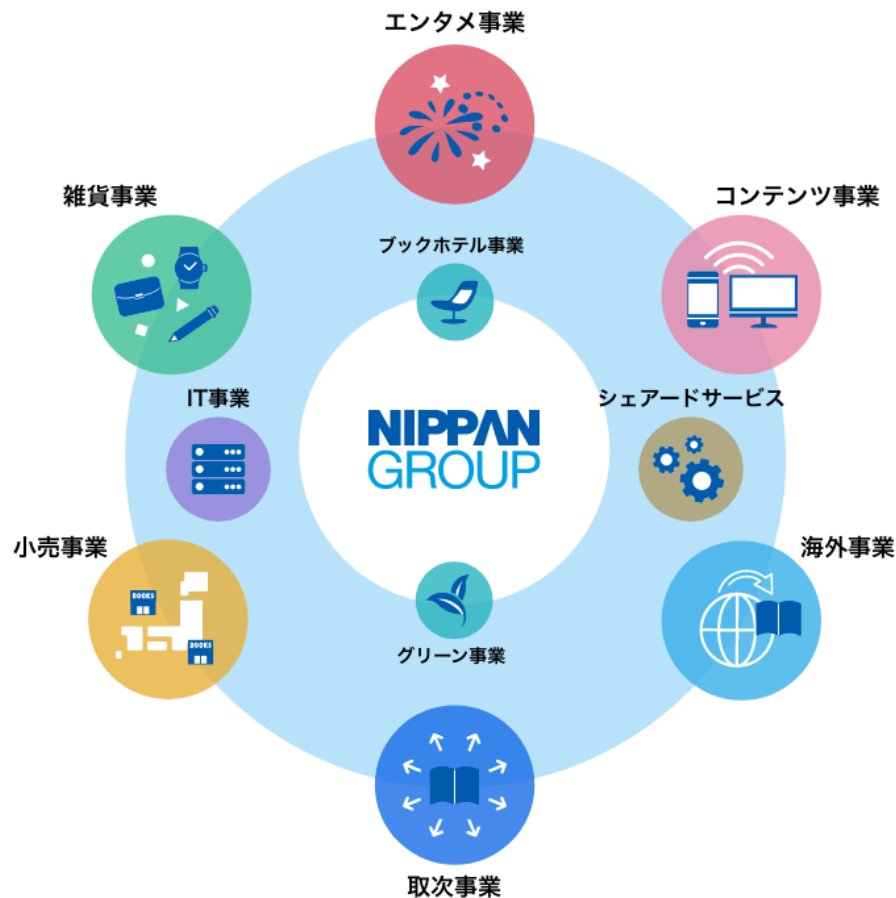 エンタメ事業
雑貨事業
コンテンツ事業
ブックホテル事業
IT事業
シェアードサービス
NIPPAN
GROUP
小売事業
海外事業
BOOKS
BOOKS
グリーン事業
取次事業